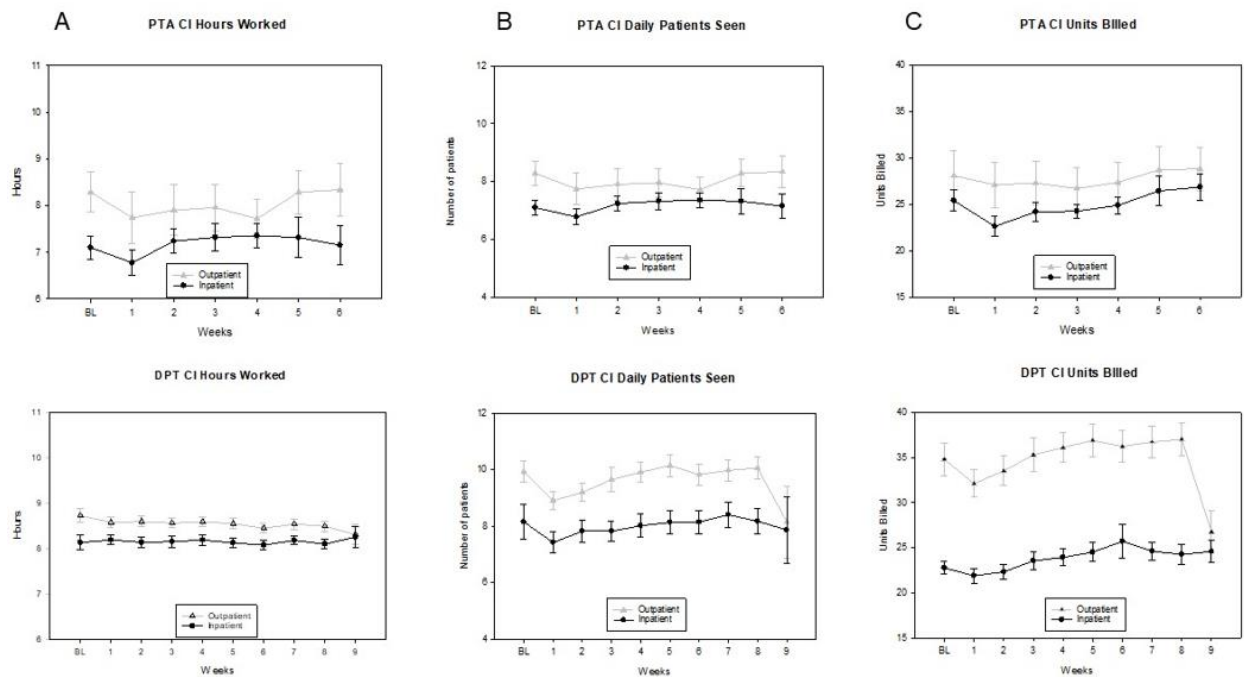 A
PTA CI Hours Worked
11
10
9
8
7
6
Hours
Outpatient
Inpatient
BL 1 2 3 4 5 6
Weeks
B
PTA CI Daily Patients Seen
12
10
8
6
4
Number of patients
Outpatient
Inpatient
BL 1 2 3 4 5 6
Weeks
C
PTA CI Units BIlled
40
35
30
25
20
15
Units Billed
Outpatient
Inpatient
BL 1 2 3 4 5 6
Weeks
DPT CI Hours Worked
11
10
9
8
7
6
Hours
Outpatient
Inpatient
BL 1 2 3 4 5 6 7 8 9
Weeks
DPT CI Daily Patients Seen
12
10
8
6
4
Number of patients
Outpatient
Inpatient
BL 1 2 3 4 5 6 7 8 9
Weeks
DPT CI Units BIlled
40
35
30
25
20
15
Units Billed
Outpatient
Inpatient
BL 1 2 3 4 5 6 7 8 9
Weeks